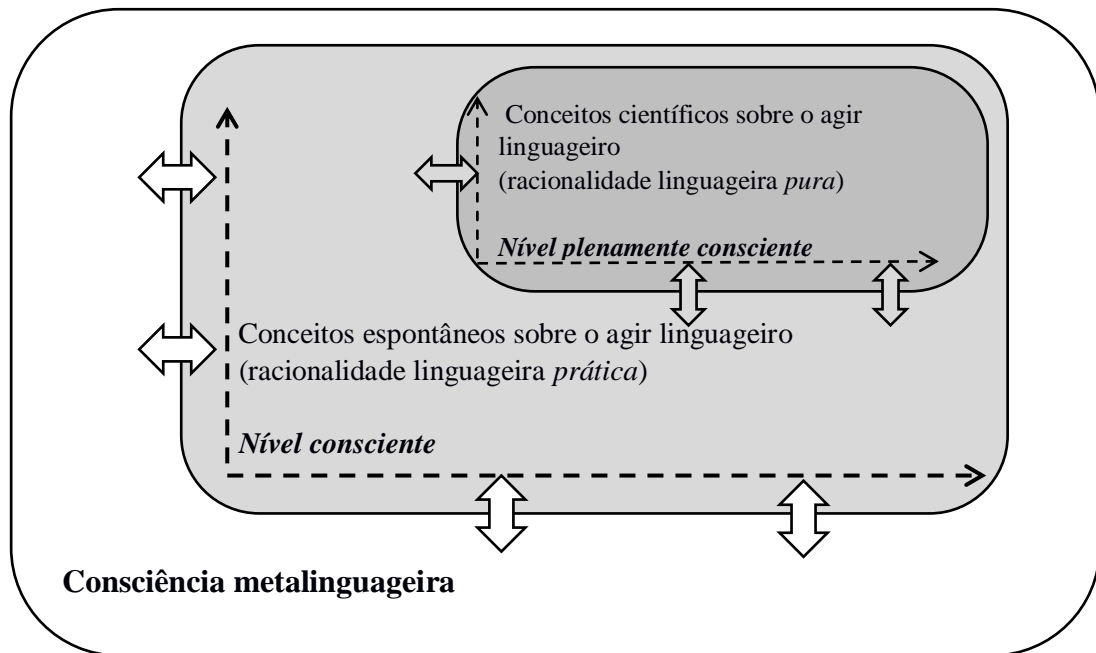 Conceitos científicos sobre o agir
linguageiro
(racionalidade linguageira pura)
Nível plenamente consciente
Conceitos espontâneos sobre o agir linguageiro
(racionalidade linguageira prática)
Nível consciente
Consciência metalinguageira